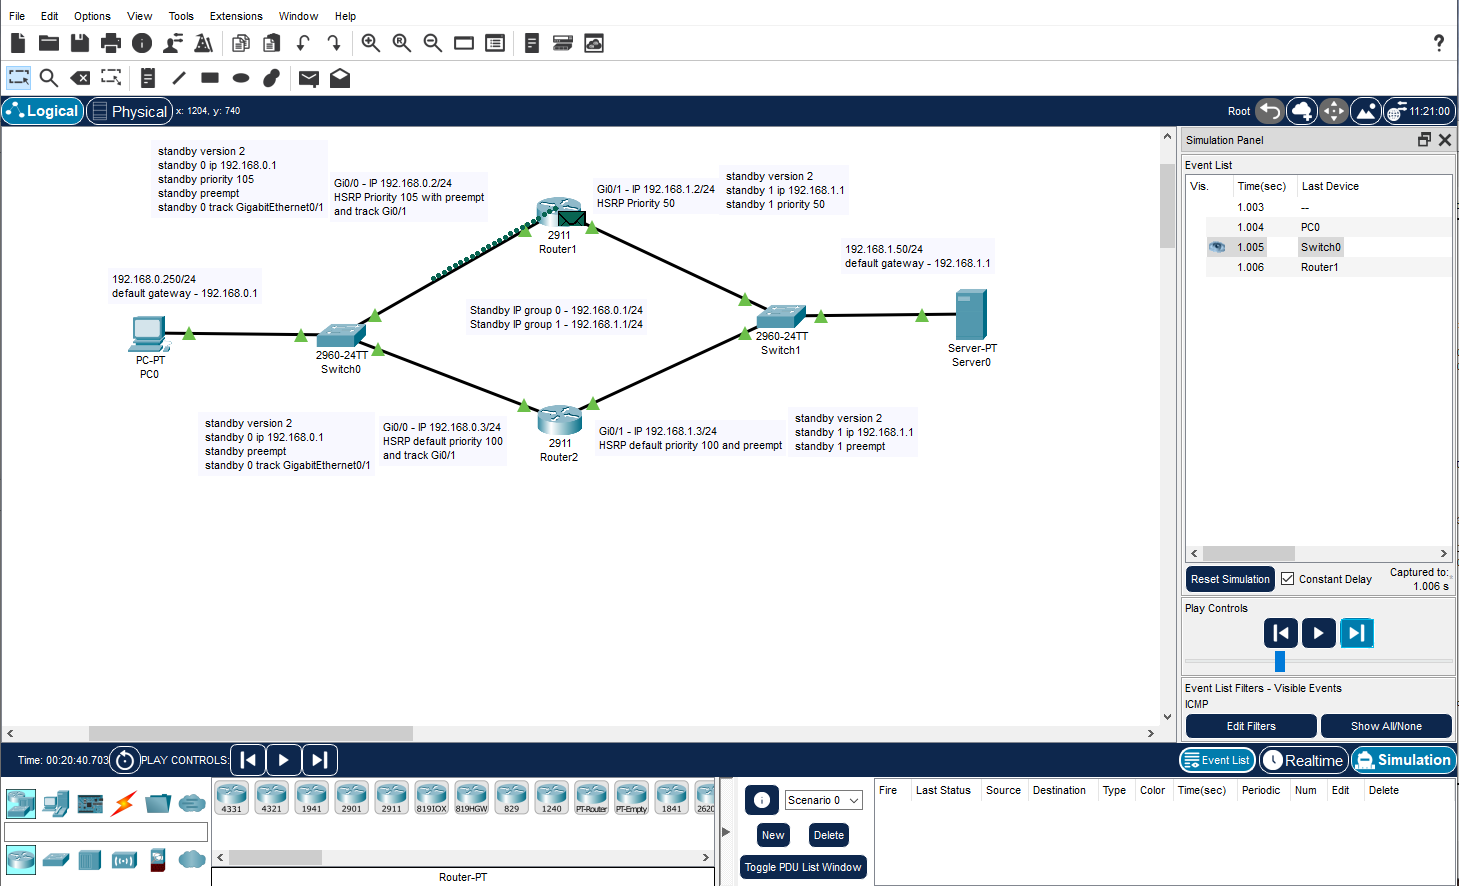 File Edit Options View Tools Extensions Window Help
?
Logical Physical x: 1204, y: 740 Root 11:21:00
standby version 2
standby 0 ip 192.168.0.1
standby priority 105
standby preempt
standby 0 track GigabitEthernet0/1
Gi0/0 - IP 192.168.0.2/24
HSRP Priority 105 with preempt
and track Gi0/1
2911
Router1
Gi0/1 - IP 192.168.1.2/24
HSRP Priority 50
standby version 2
standby 1 ip 192.168.1.1
standby 1 priority 50
192.168.1.50/24
default gateway - 192.168.1.1
192.168.0.250/24
default gateway - 192.168.0.1
Standby IP group 0 - 192.168.0.1/24
Standby IP group 1 - 192.168.1.1/24
PC-PT
PC0
2960-24TT
Switch0
2960-24TT
Switch1
Server-PT
Server0
standby version 2
standby 0 ip 192.168.0.1
standby preempt
standby 0 track GigabitEthernet0/1
Gi0/0 - IP 192.168.0.3/24
HSRP default priority 100
and track Gi0/1
2911
Router2
Gi0/1 - IP 192.168.1.3/24
HSRP default priority 100 and preempt
standby version 2
standby 1 ip 192.168.1.1
standby 1 preempt
Simulation Panel
Event List
Vis. Time(sec) Last Device
1.003 --
1.004 PC0
1.005 Switch0
1.006 Router1
Reset Simulation Constant Delay Captured to:
1.006 s
Play Controls
Event List Filters - Visible Events
ICMP
Edit Filters Show All/None
Time: 00:20:40.703 PLAY CONTROLS: Event List Realtime Simulation
4331 4321 1941 2901 2911 819IOX 819HGW 829 1240 PT-Router PT-Empty 1841 2620
Router-PT
Scenario 0
New Delete
Toggle PDU List Window
Fire Last Status Source Destination Type Color Time(sec) Periodic Num Edit Delete